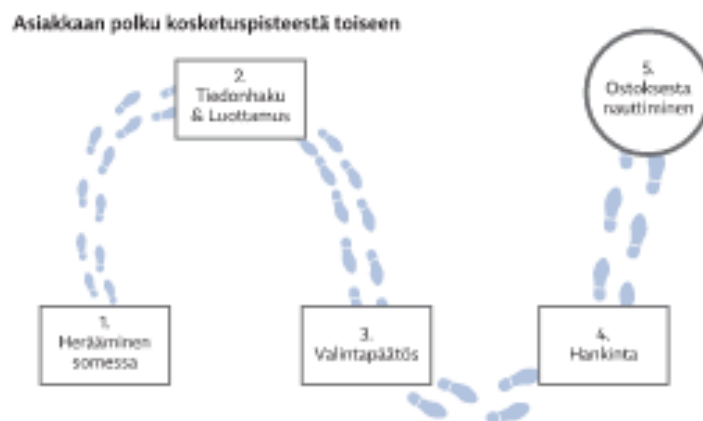 Asiakkaan polku kosketuspisteestä toiseen
1.
Herääminen
somessa
2.
Tiedonhaku
& Luottamus
3.
Valintapäätös
4.
Hankinta
5.
Ostoksesta
nauttiminen